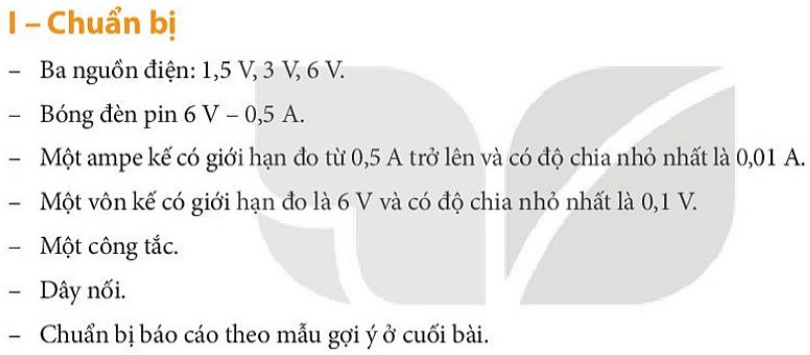 I – Chuẩn bị
– Ba nguồn điện: 1,5 V, 3 V, 6 V.
– Bóng đèn pin 6 V – 0,5 A.
– Một ampe kế có giới hạn đo từ 0,5 A trở lên và có độ chia nhỏ nhất là 0,01 A.
– Một vôn kế có giới hạn đo là 6 V và có độ chia nhỏ nhất là 0,1 V.
– Một công tắc.
– Dây nối.
– Chuẩn bị báo cáo theo mẫu gợi ý ở cuối bài.